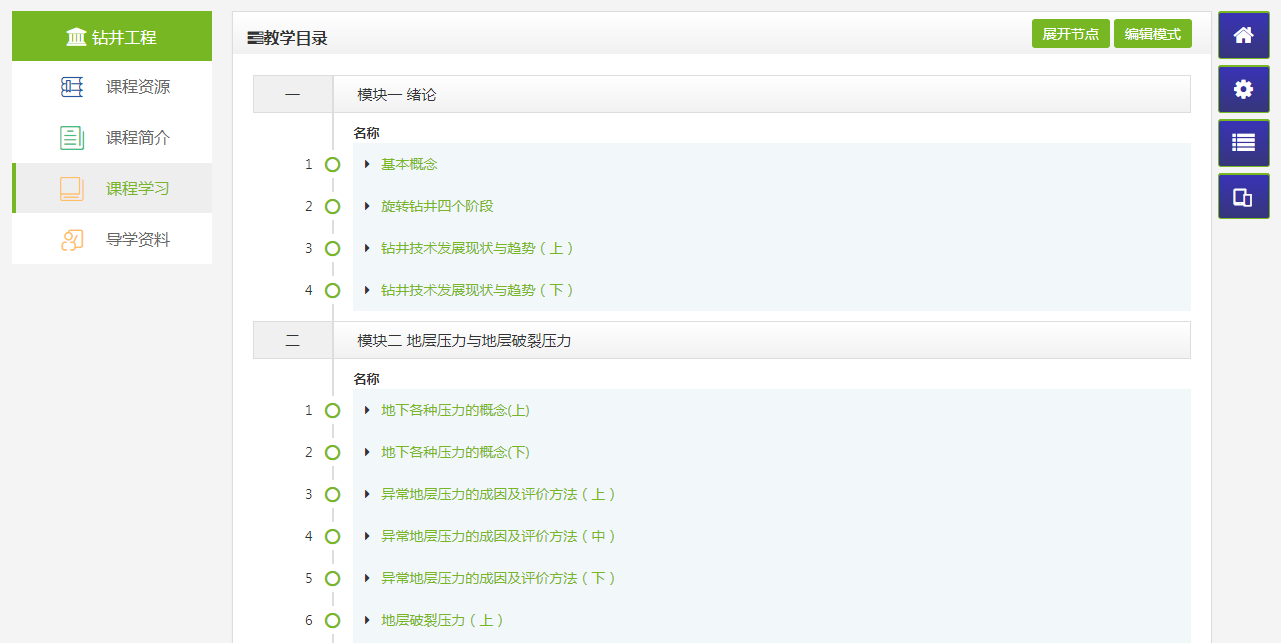 钻井工程
课程资源
课程简介
课程学习
导学资料
教学目录
展开节点 编辑模式
一 模块一 绪论
名称
1 基本概念
2 旋转钻井四个阶段
3 钻井技术发展现状与趋势（上）
4 钻井技术发展现状与趋势（下）
二 模块二 地层压力与地层破裂压力
名称
1 地下各种压力的概念(上)
2 地下各种压力的概念(下)
3 异常地层压力的成因及评价方法（上）
4 异常地层压力的成因及评价方法（中）
5 异常地层压力的成因及评价方法（下）
6 地层破裂压力（上）